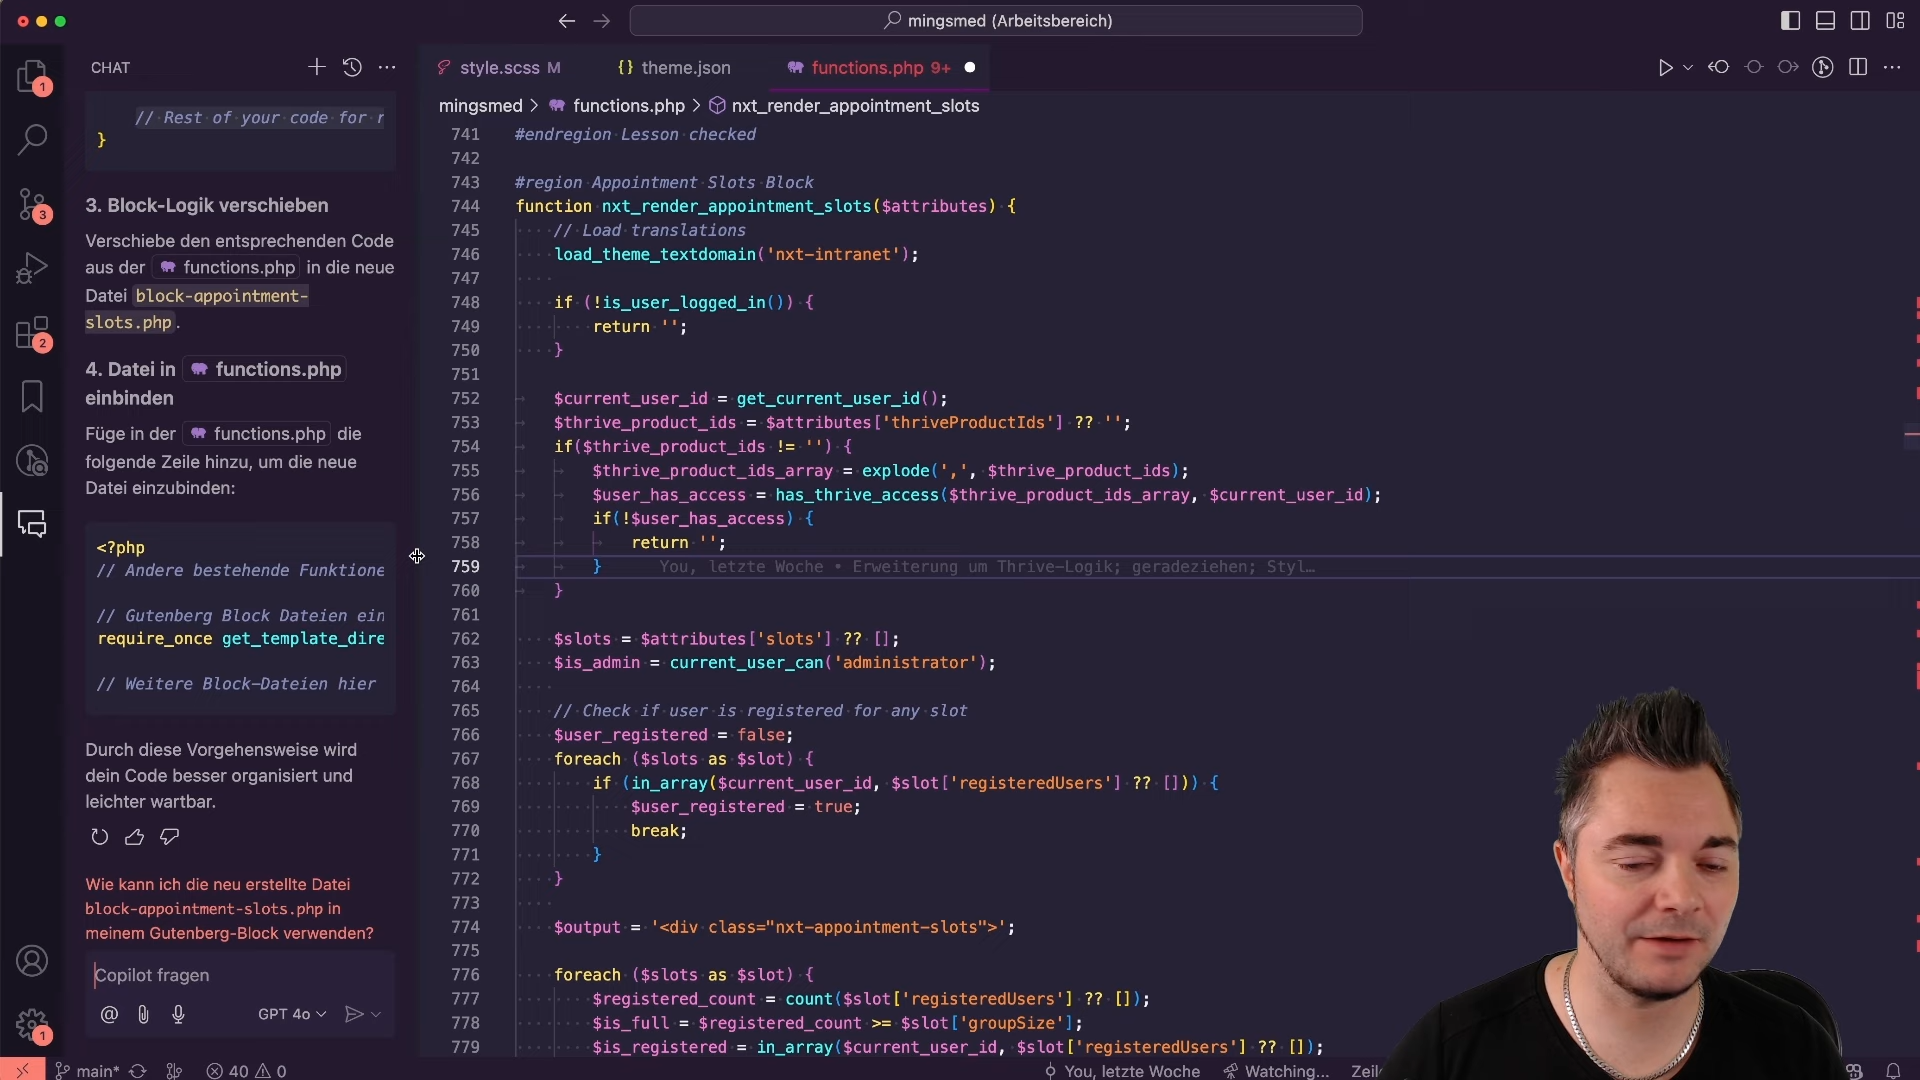 mingsmed (Arbeitsbereich)
CHAT
style.scss M
{} theme.json
functions.php 9+
mingsmed > functions.php > nxt_render_appointment_slots
// Rest of your code for r
}
3. Block-Logik verschieben
Verschiebe den entsprechenden Code
aus der functions.php in die neue
Datei block-appointment-
slots.php.
4. Datei in functions.php
einbinden
Füge in der functions.php die
folgende Zeile hinzu, um die neue
Datei einzubinden:
<?php
// Andere bestehende Funktione
// Gutenberg Block Dateien ein
require_once get_template_dire
// Weitere Block-Dateien hier
Durch diese Vorgehensweise wird
dein Code besser organisiert und
leichter wartbar.
Wie kann ich die neu erstellte Datei
block-appointment-slots.php in
meinem Gutenberg-Block verwenden?
Copilot fragen
GPT 4o
1
3
2
1
741 #endregion Lesson checked
742
743 #region Appointment Slots Block
744 function nxt_render_appointment_slots($attributes) {
745 // Load translations
746 load_theme_textdomain('nxt-intranet');
747
748 if (!is_user_logged_in()) {
749 return '';
750 }
751
752 $current_user_id = get_current_user_id();
753 $thrive_product_ids = $attributes['thriveProductIds'] ?? '';
754 if($thrive_product_ids != '') {
755 $thrive_product_ids_array = explode(',', $thrive_product_ids);
756 $user_has_access = has_thrive_access($thrive_product_ids_array, $current_user_id);
757 if(!$user_has_access) {
758 return '';
759 } You, letzte Woche • Erweiterung um Thrive-Logik; geradeziehen; Styl…
760 }
761
762 $slots = $attributes['slots'] ?? [];
763 $is_admin = current_user_can('administrator');
764
765 // Check if user is registered for any slot
766 $user_registered = false;
767 foreach ($slots as $slot) {
768 if (in_array($current_user_id, $slot['registeredUsers'] ?? [])) {
769 $user_registered = true;
770 break;
771 }
772 }
773
774 $output = '<div class="nxt-appointment-slots">';
775
776 foreach ($slots as $slot) {
777 $registered_count = count($slot['registeredUsers'] ?? []);
778 $is_full = $registered_count >= $slot['groupSize'];
779 $is_registered = in_array($current_user_id, $slot['registeredUsers'] ?? []);
main* 40 0 You, letzte Woche Watching... Zeil